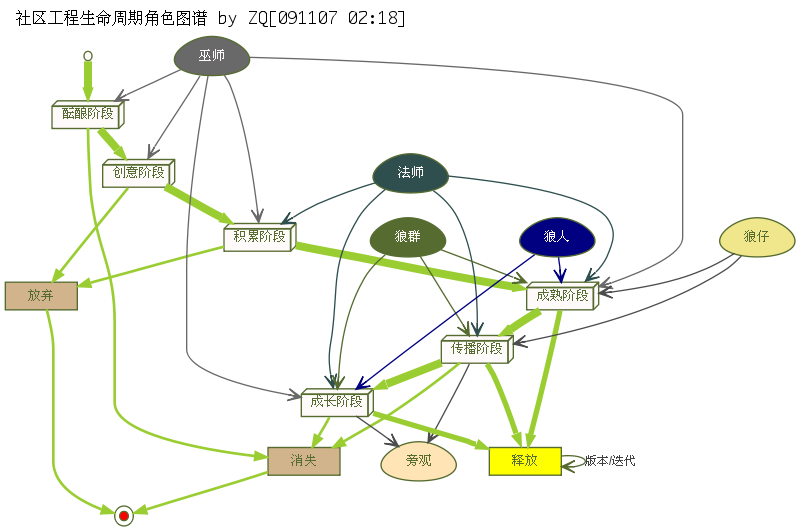 社区工程生命周期角色图谱 by ZQ[091107 02:18]
巫师
酝酿阶段
创意阶段
法师
积累阶段
狼群
狼人
狼仔
放弃
成熟阶段
传播阶段
成长阶段
消失
旁观
释放
版本/迭代